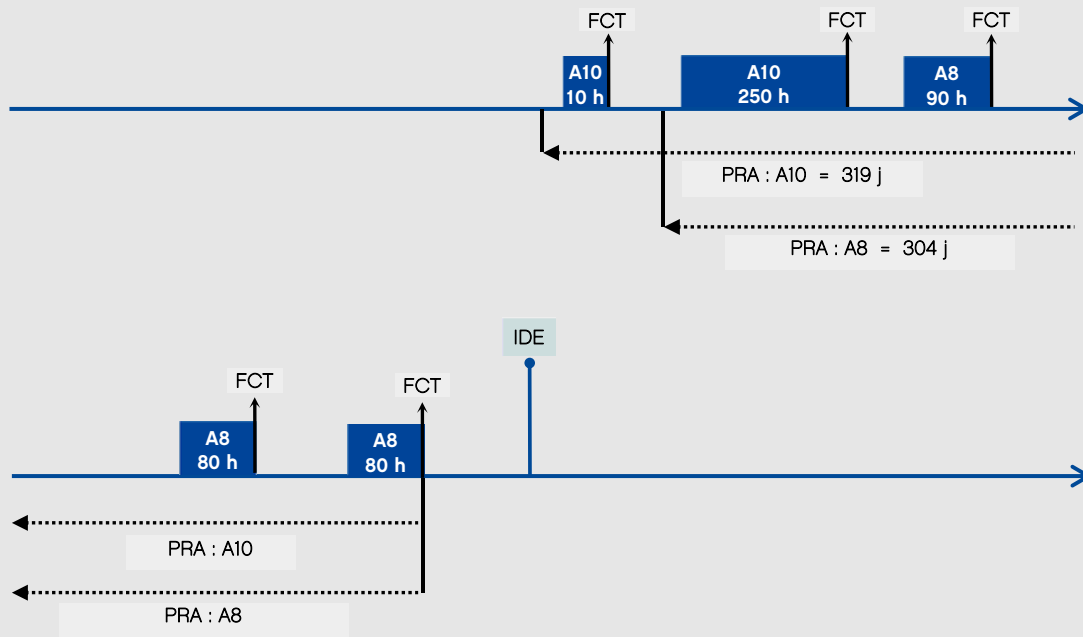 FCT
FCT
FCT
A10
10 h
A10
250 h
A8
90 h
PRA : A10 = 319 j
PRA : A8 = 304 j
IDE
FCT
FCT
A8
80 h
A8
80 h
PRA : A10
PRA : A8